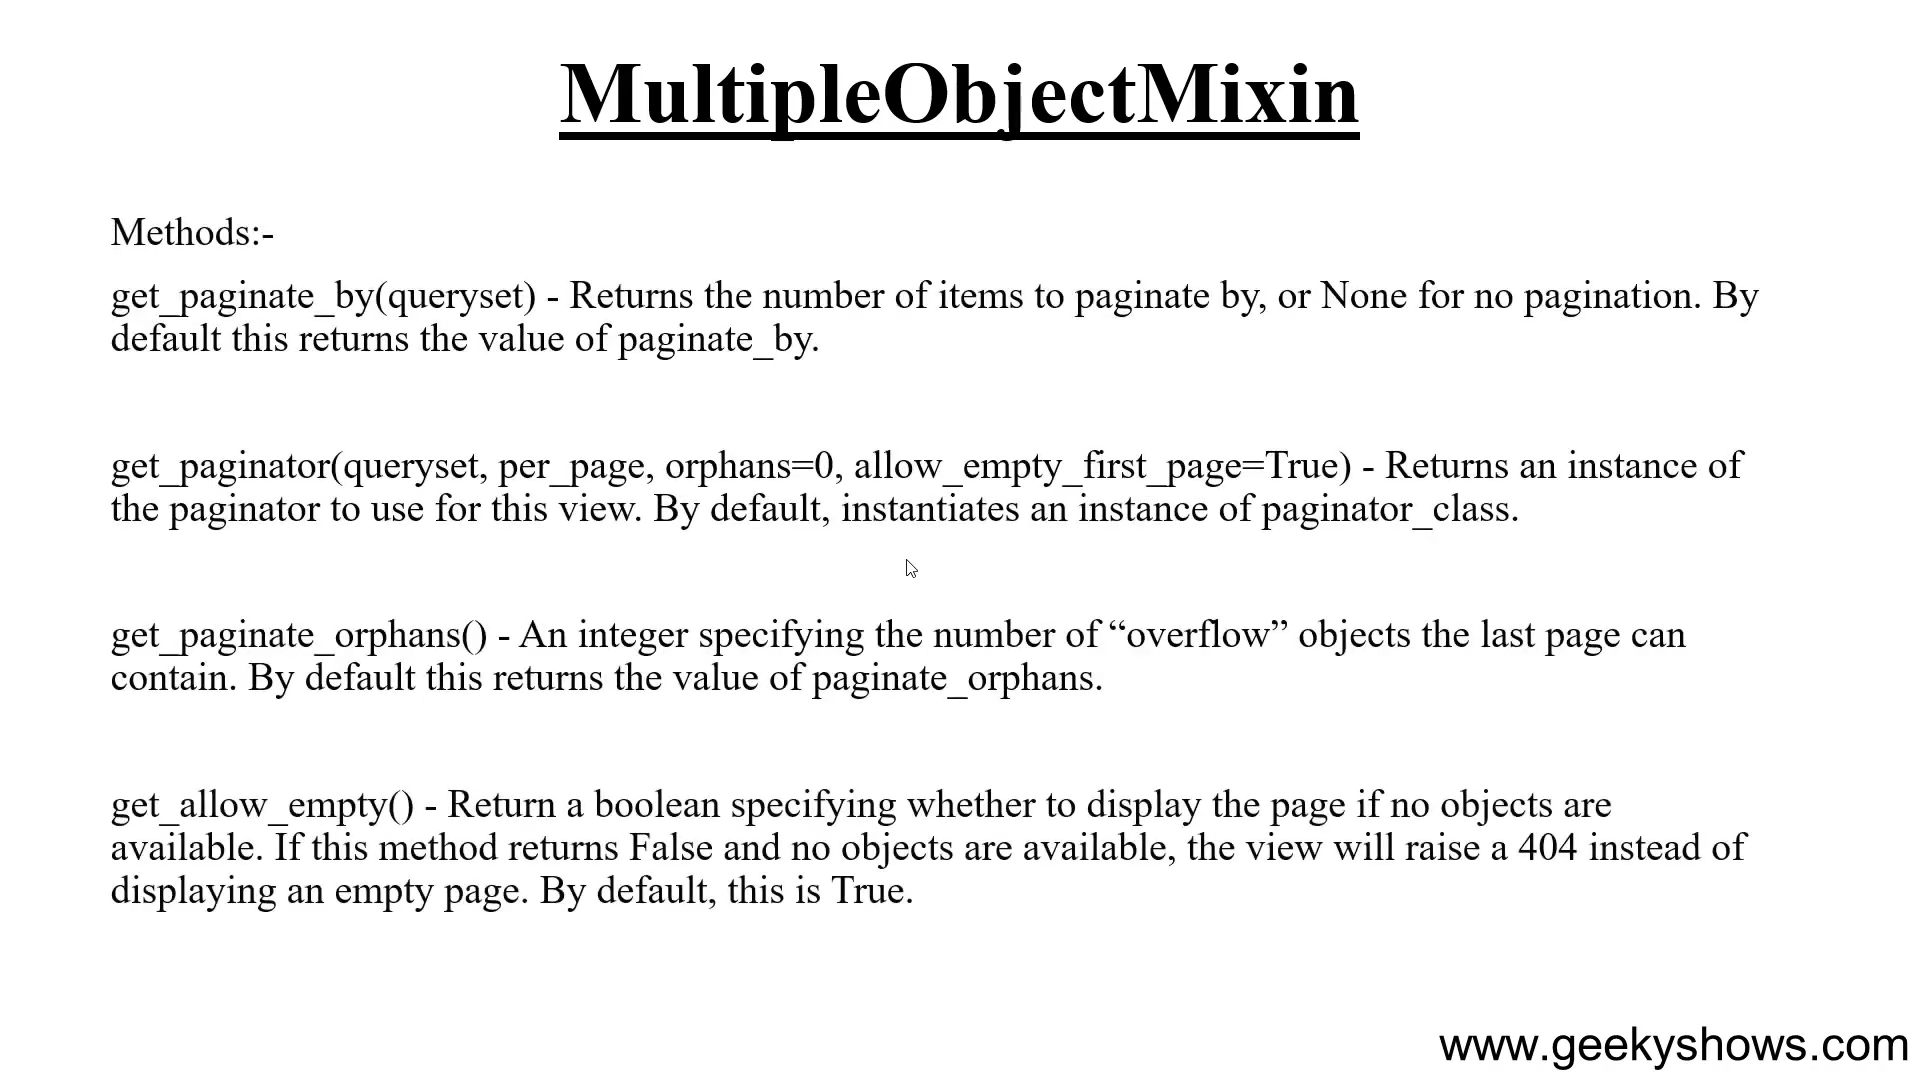 MultipleObjectMixin
Methods:-
get_paginate_by(queryset) - Returns the number of items to paginate by, or None for no pagination. By
default this returns the value of paginate_by.
get_paginator(queryset, per_page, orphans=0, allow_empty_first_page=True) - Returns an instance of
the paginator to use for this view. By default, instantiates an instance of paginator_class.
get_paginate_orphans() - An integer specifying the number of “overflow” objects the last page can
contain. By default this returns the value of paginate_orphans.
get_allow_empty() - Return a boolean specifying whether to display the page if no objects are
available. If this method returns False and no objects are available, the view will raise a 404 instead of
displaying an empty page. By default, this is True.
www.geekyshows.com